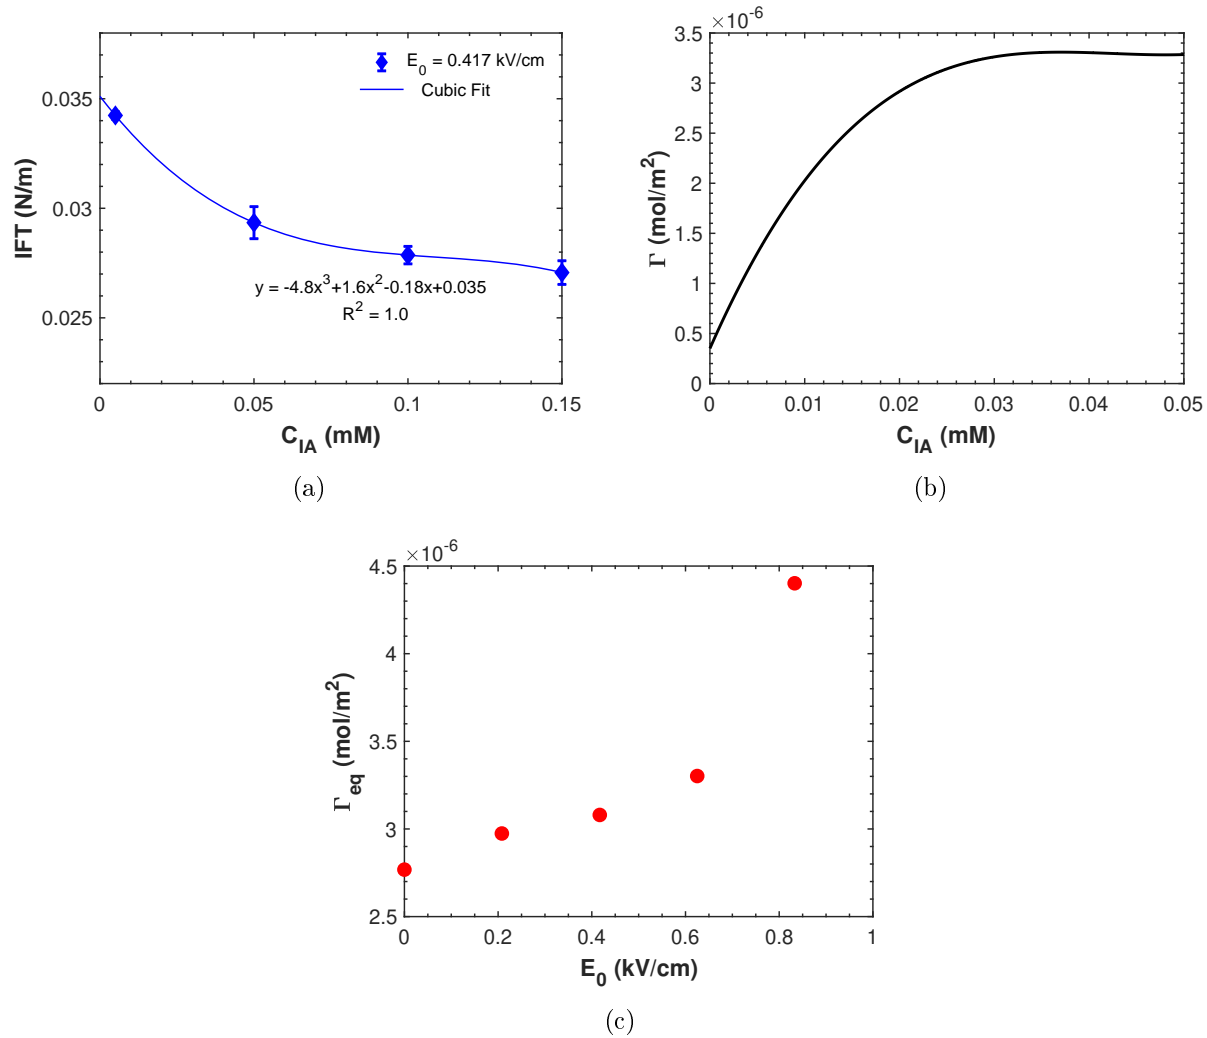 E0 = 0.417 kV/cm
Cubic Fit
0.035
0.03
0.025
IFT (N/m)
y = -4.8x3+1.6x2-0.18x+0.035
R2 = 1.0
0
0.05
0.1
0.15
CIA (mM)
(a)
×10-6
3.5
3
2.5
2
1.5
1
0.5
0
Γ (mol/m2)
0
0.01
0.02
0.03
0.04
0.05
CIA (mM)
(b)
×10-6
4.5
4
3.5
3
2.5
Γeq (mol/m2)
0
0.2
0.4
0.6
0.8
1
E0 (kV/cm)
(c)